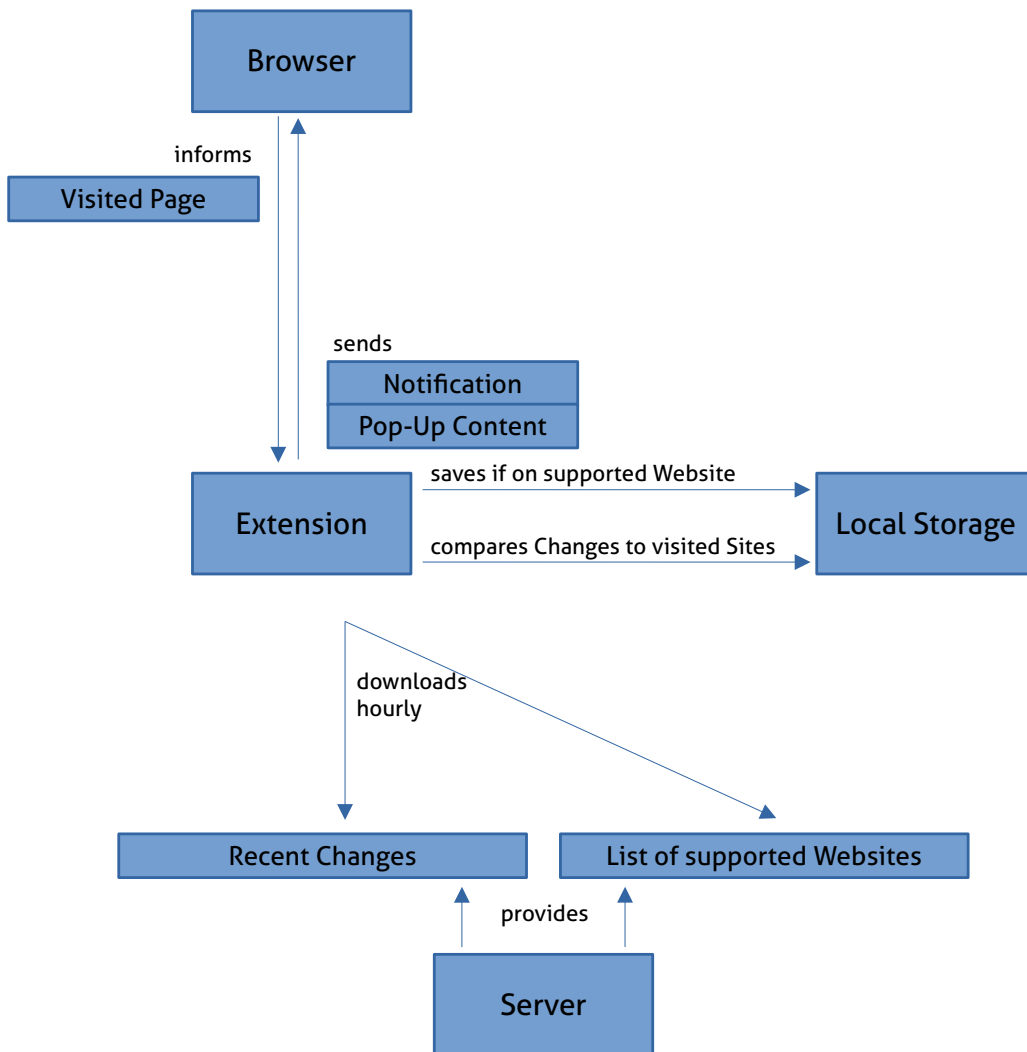 Browser
informs
Visited Page
sends
Notification
Pop-Up Content
Extension
saves if on supported Website
compares Changes to visited Sites
Local Storage
downloads
hourly
Recent Changes
List of supported Websites
provides
Server